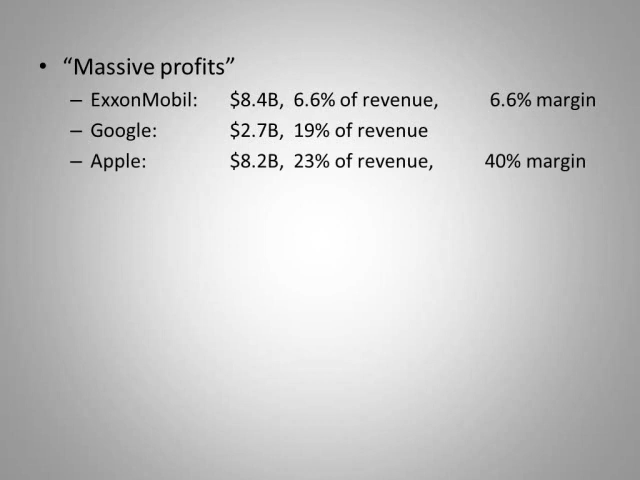 • “Massive profits”
– ExxonMobil: $8.4B, 6.6% of revenue, 6.6% margin
– Google: $2.7B, 19% of revenue
– Apple: $8.2B, 23% of revenue, 40% margin